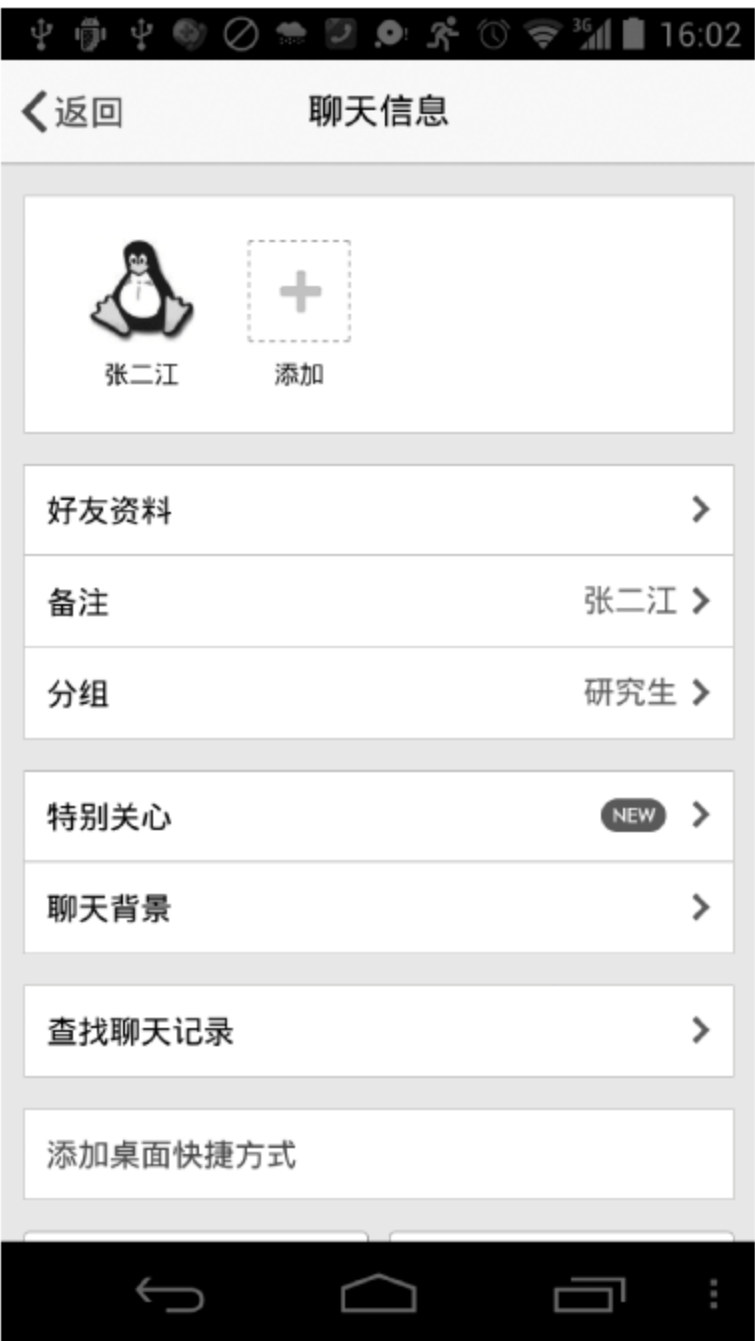 3G 16:02
返回 聊天信息
张二江 添加
好友资料
备注 张二江
分组 研究生
特别关心 NEW
聊天背景
查找聊天记录
添加桌面快捷方式